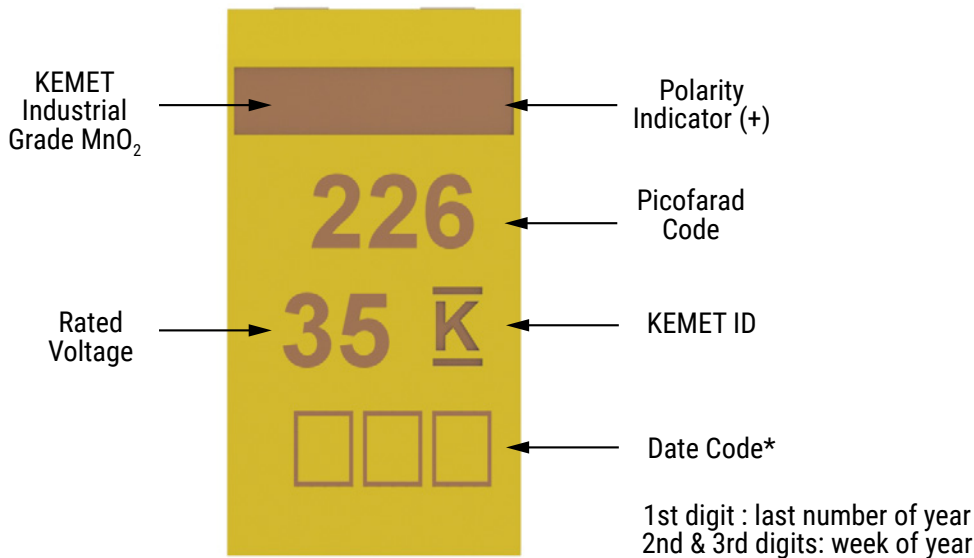 KEMET
Industrial
Grade MnO₂
Polarity
Indicator (+)
226
Picofarad
Code
35 K
Rated
Voltage
KEMET ID
Date Code*
1st digit : last number of year
2nd & 3rd digits: week of year